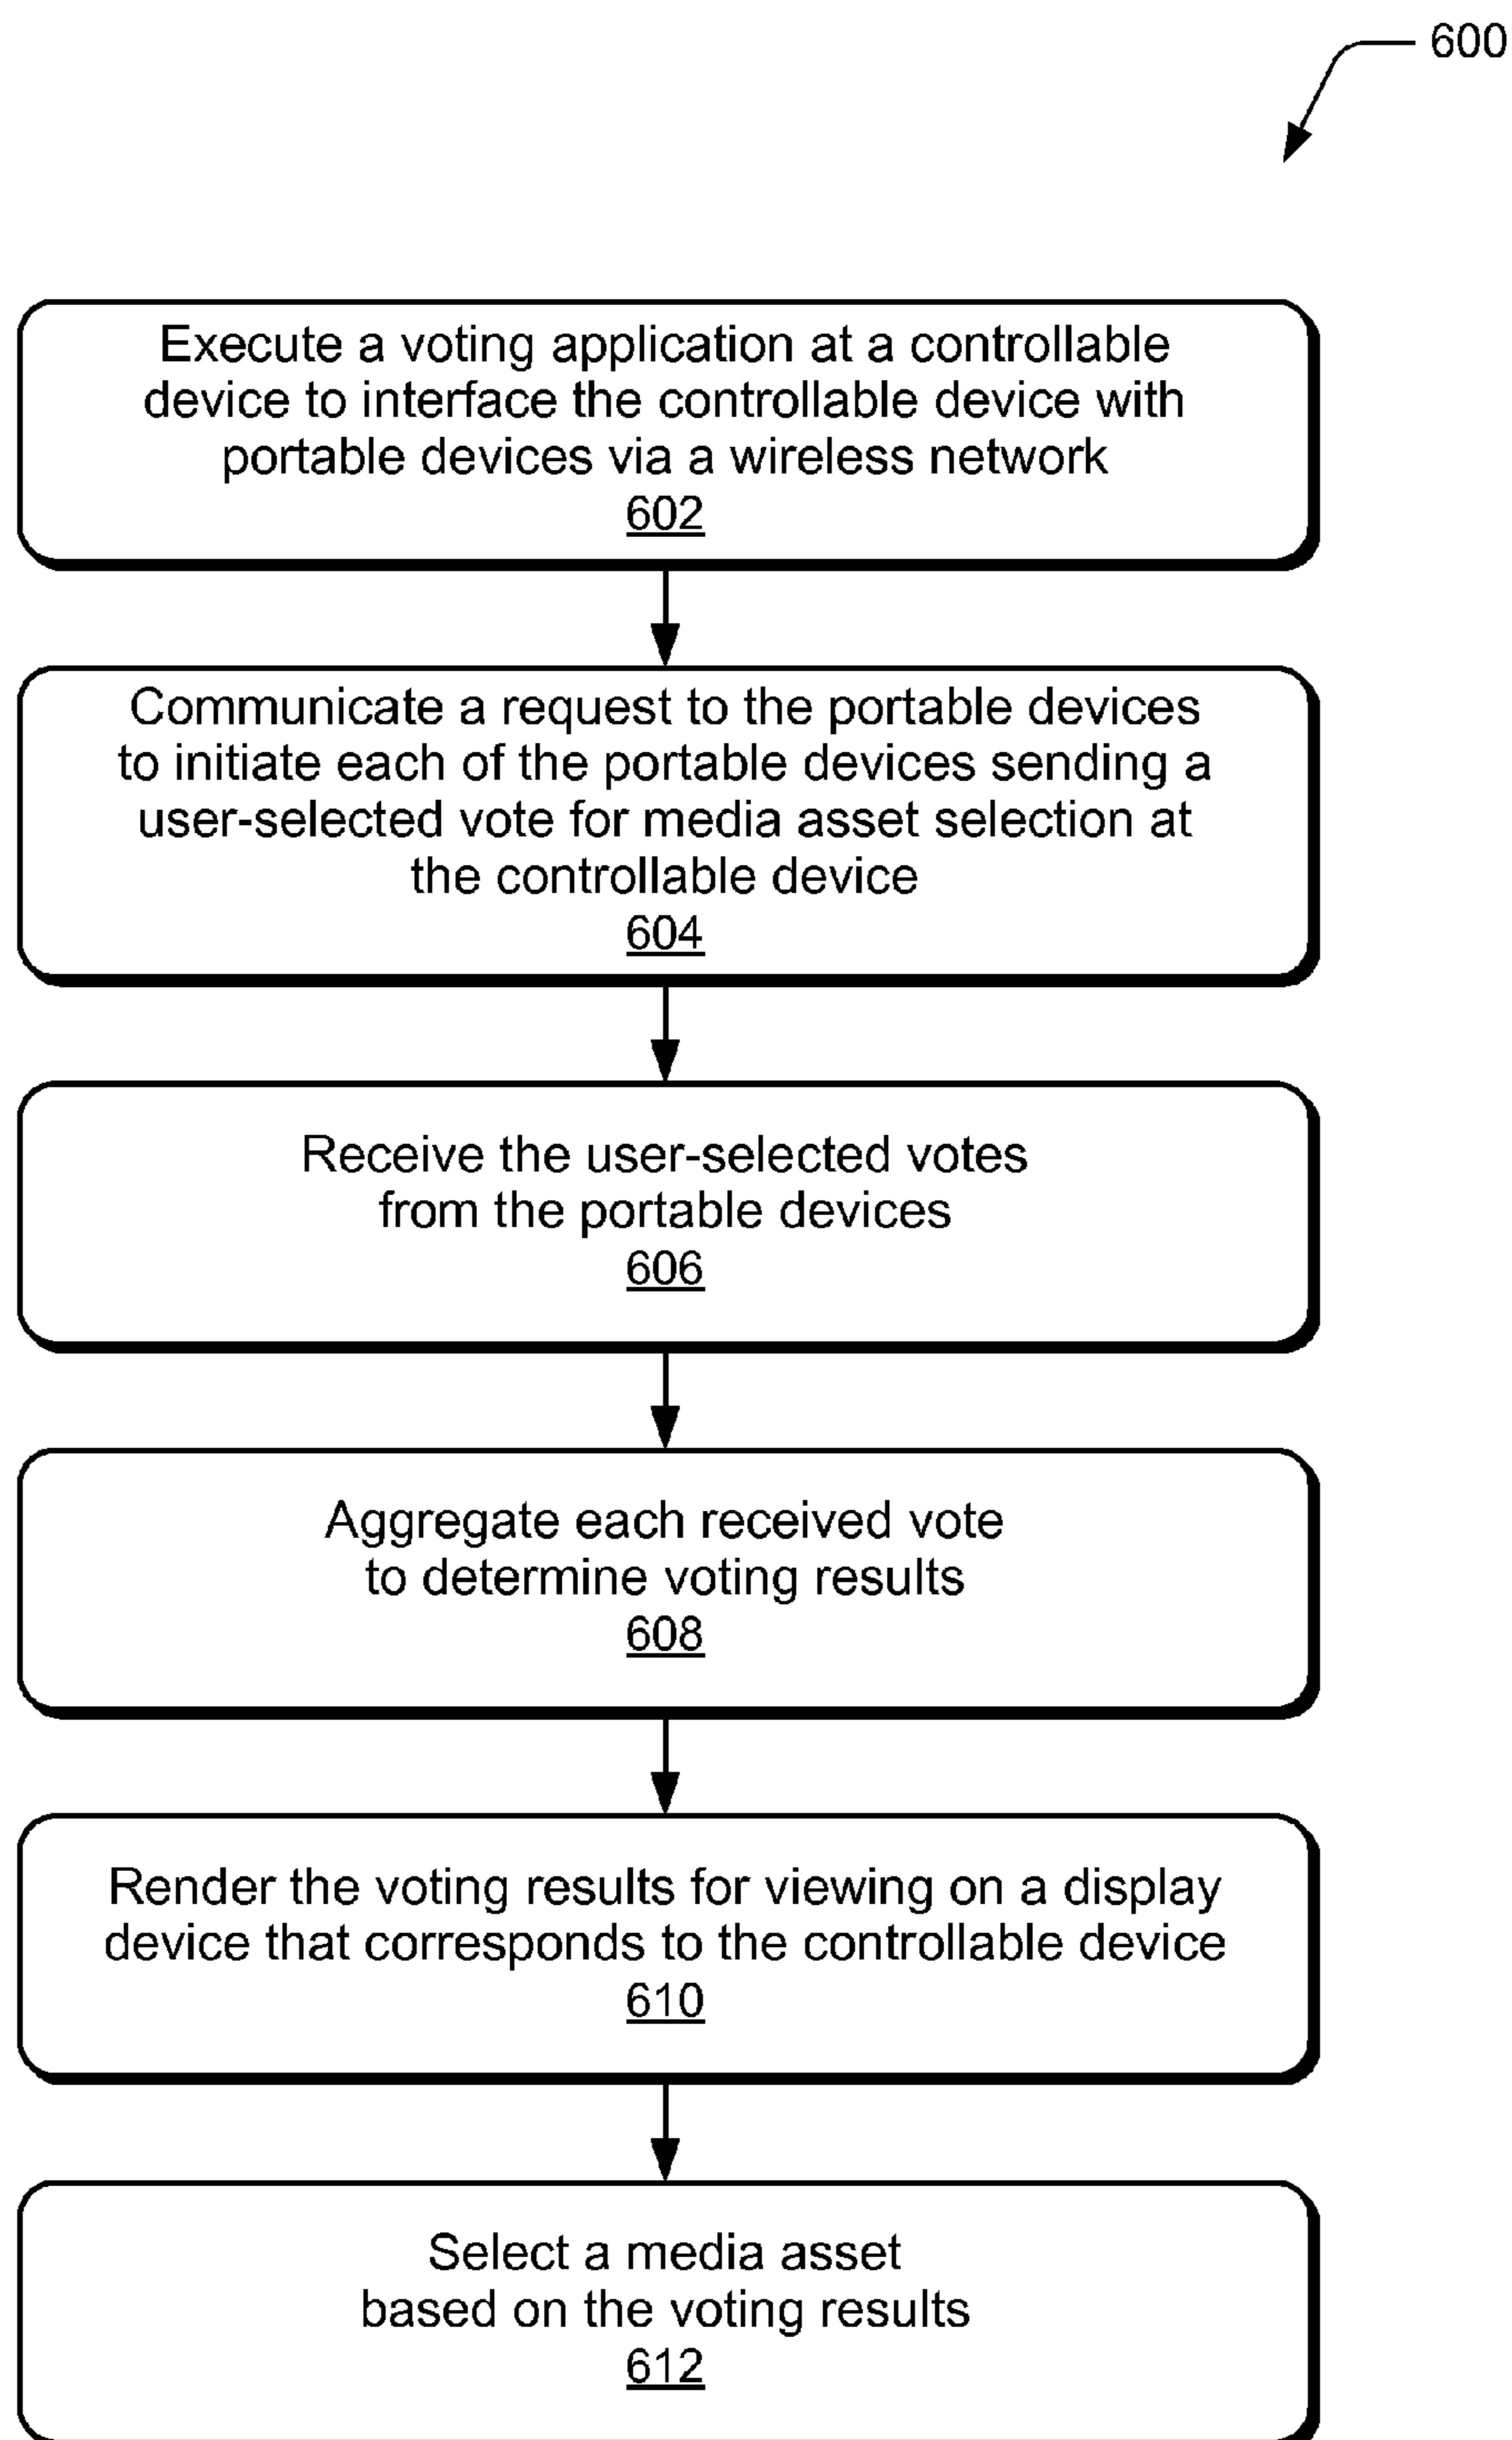 600
Execute a voting application at a controllable
device to interface the controllable device with
portable devices via a wireless network
602
Communicate a request to the portable devices
to initiate each of the portable devices sending a
user-selected vote for media asset selection at
the controllable device
604
Receive the user-selected votes
from the portable devices
606
Aggregate each received vote
to determine voting results
608
Render the voting results for viewing on a display
device that corresponds to the controllable device
610
Select a media asset
based on the voting results
612